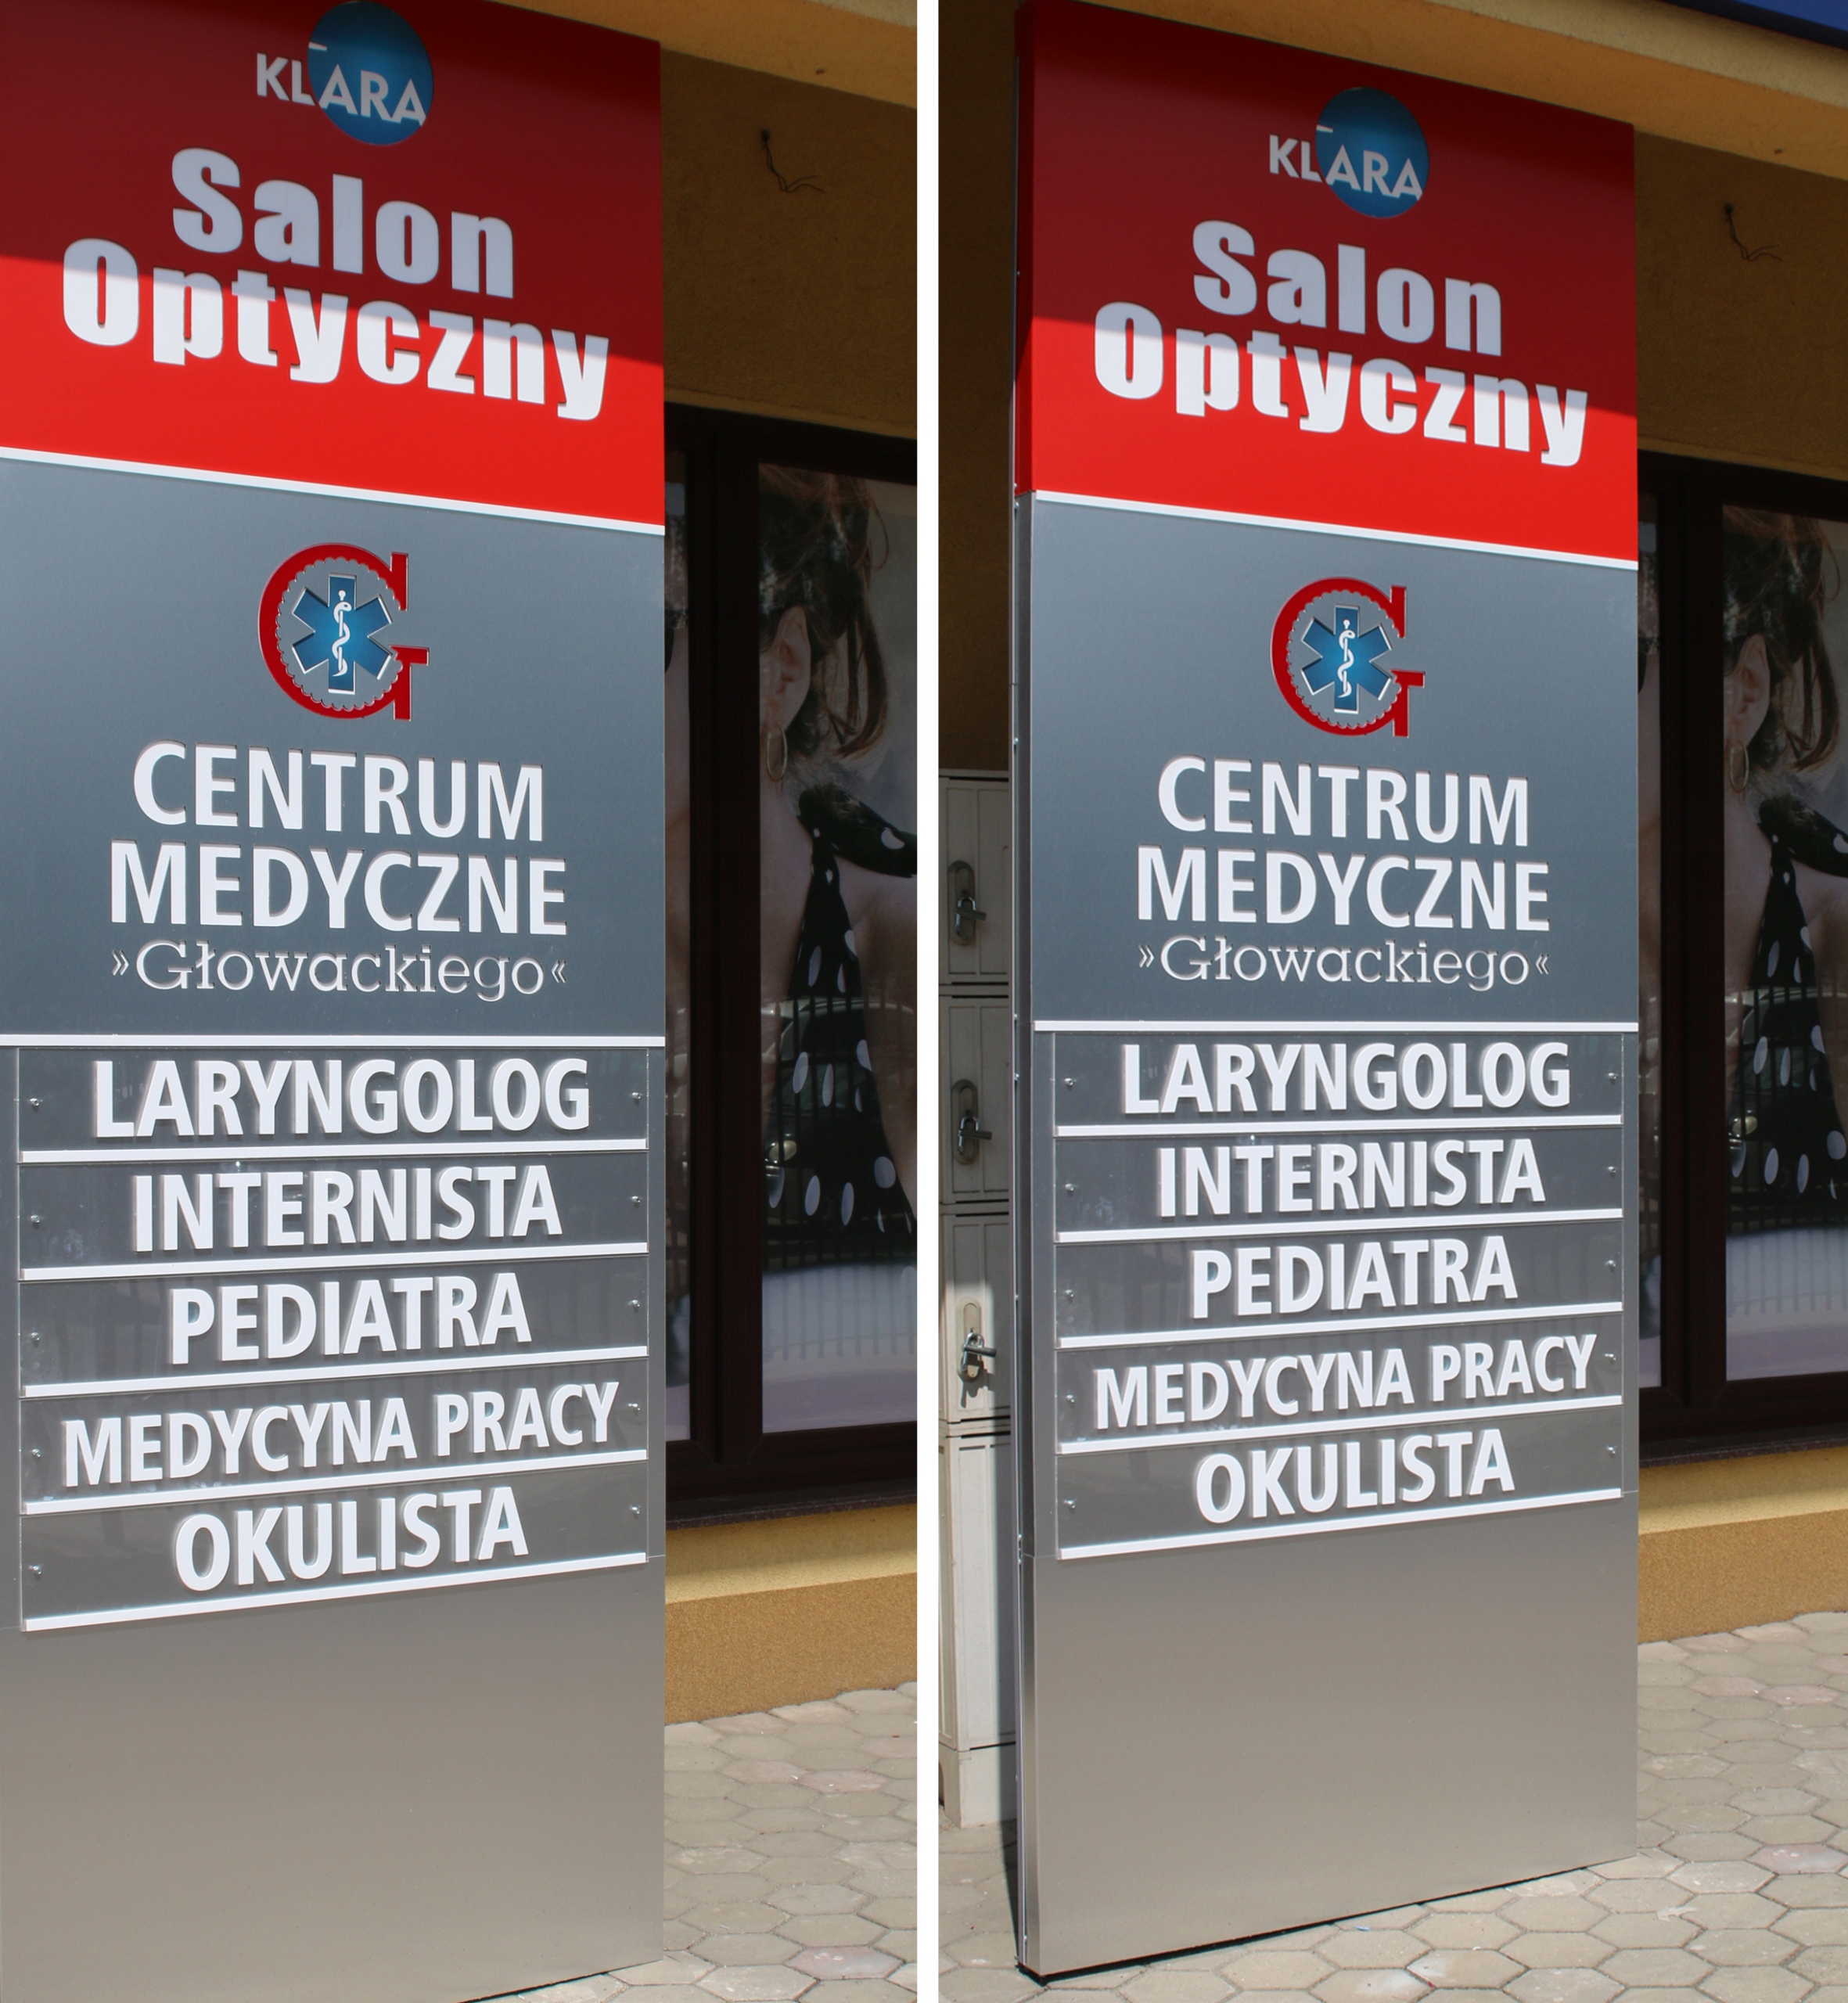 KLARA
Salon
Optyczny
CENTRUM
MEDYCZNE
»Głowackiego«
LARYNGOLOG
INTERNISTA
PEDIATRA
MEDYCYNA PRACY
OKULISTA
KLARA
Salon
Optyczny
CENTRUM
MEDYCZNE
»Głowackiego«
LARYNGOLOG
INTERNISTA
PEDIATRA
MEDYCYNA PRACY
OKULISTA